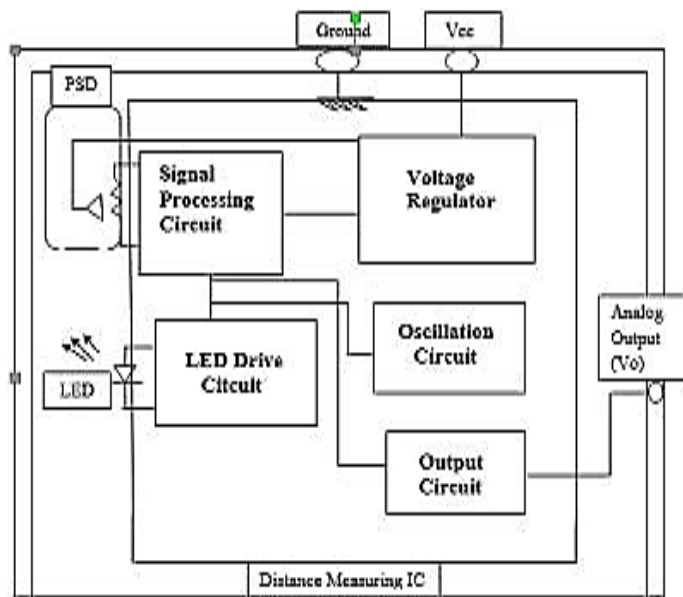 Ground
Vcc
PSD
Signal
Processing
Circuit
Voltage
Regulator
LED Drive
Citcuit
Oscillation
Circuit
Analog
Output
(Vo)
LED
Output
Circuit
Distance Measuring IC